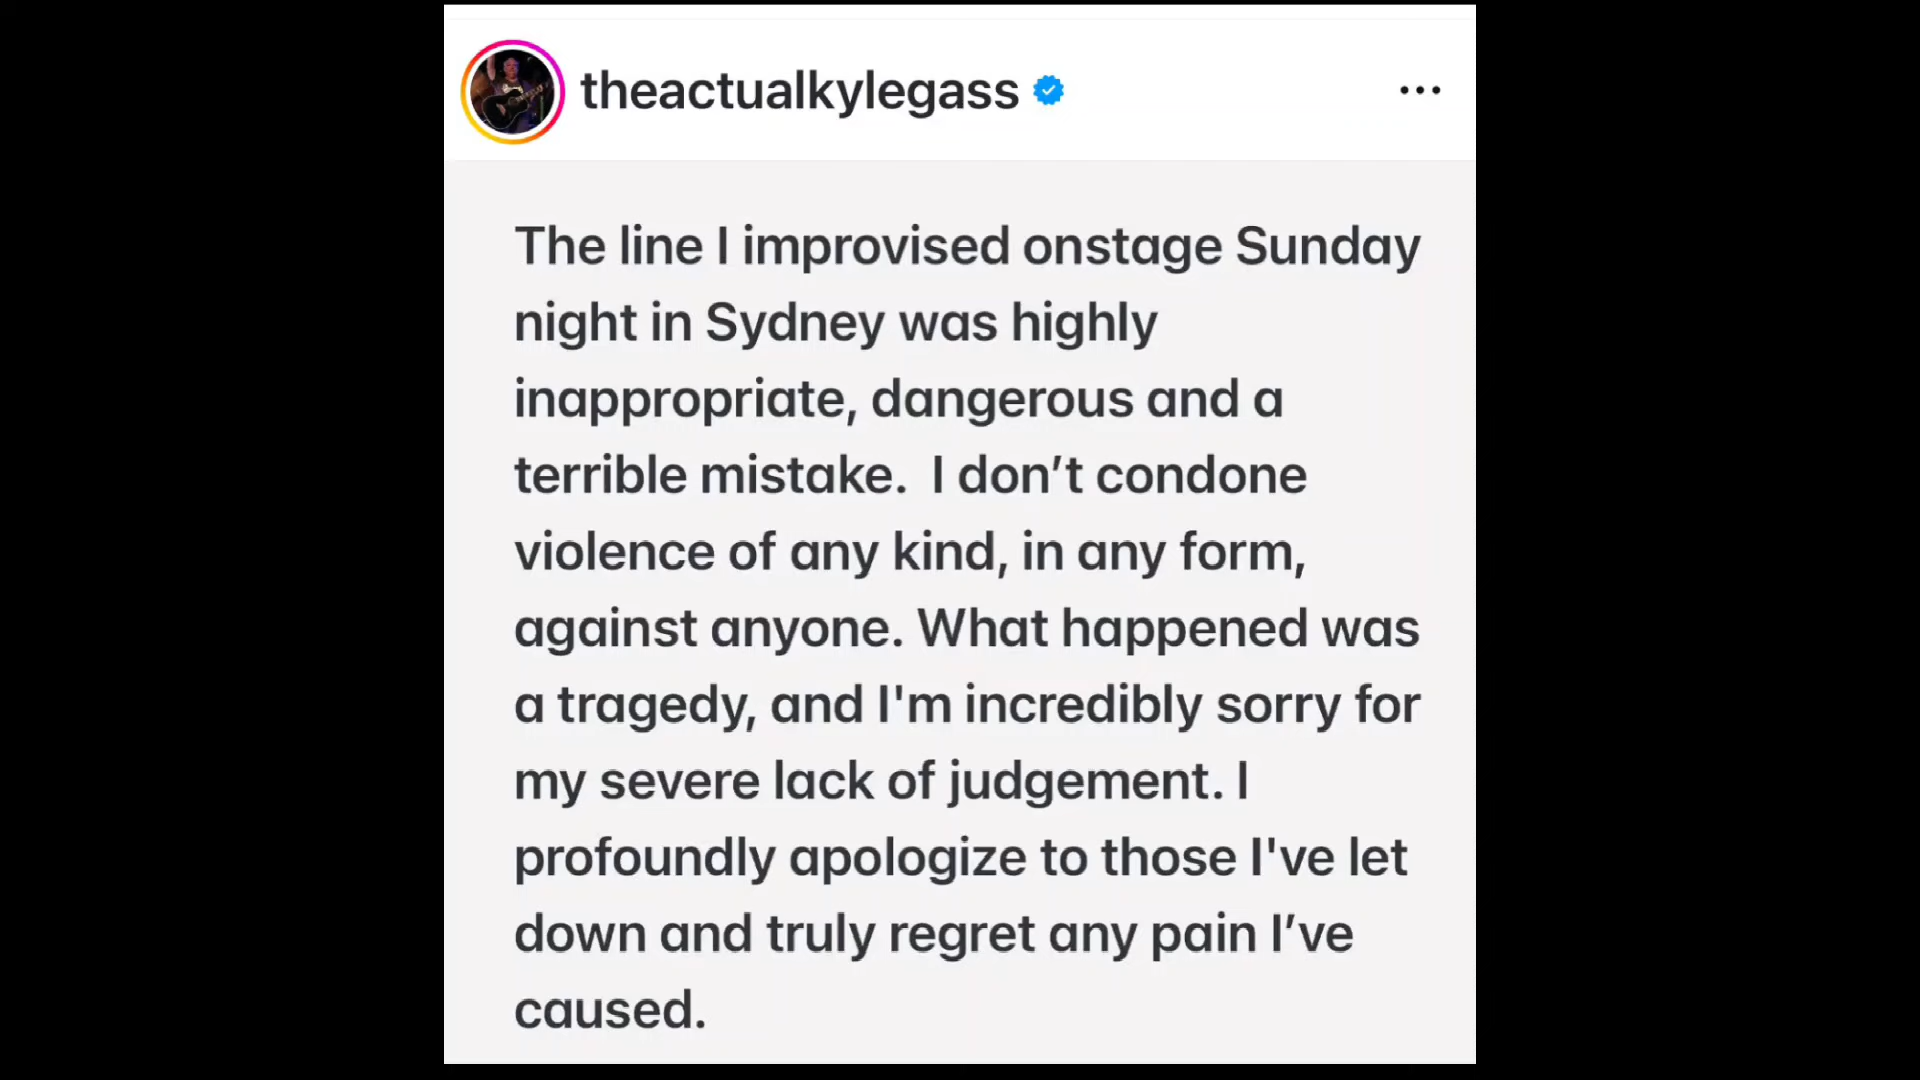 theactualkylegass
The line I improvised onstage Sunday
night in Sydney was highly
inappropriate, dangerous and a
terrible mistake.  I don’t condone
violence of any kind, in any form,
against anyone. What happened was
a tragedy, and I'm incredibly sorry for
my severe lack of judgement. I
profoundly apologize to those I've let
down and truly regret any pain I’ve
caused.